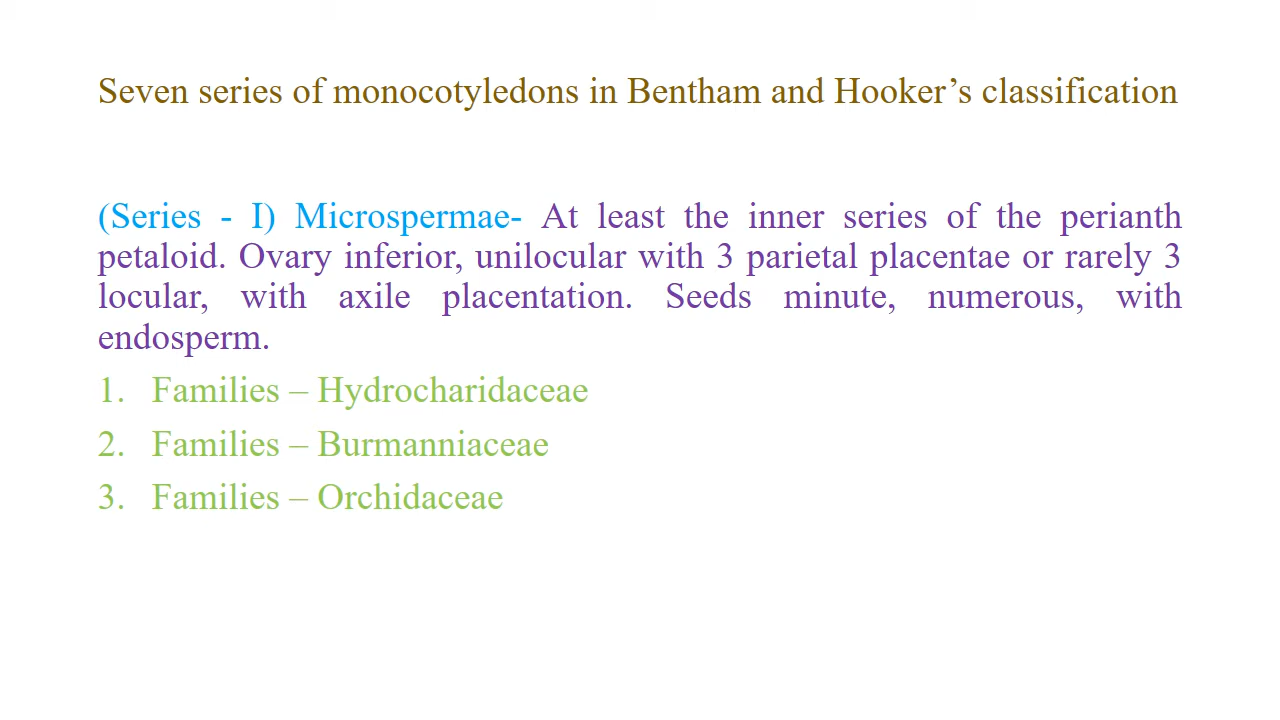 Seven series of monocotyledons in Bentham and Hooker’s classification
(Series - I) Microspermae- At least the inner series of the perianth
petaloid. Ovary inferior, unilocular with 3 parietal placentae or rarely 3
locular, with axile placentation. Seeds minute, numerous, with
endosperm.
1. Families – Hydrocharidaceae
2. Families – Burmanniaceae
3. Families – Orchidaceae